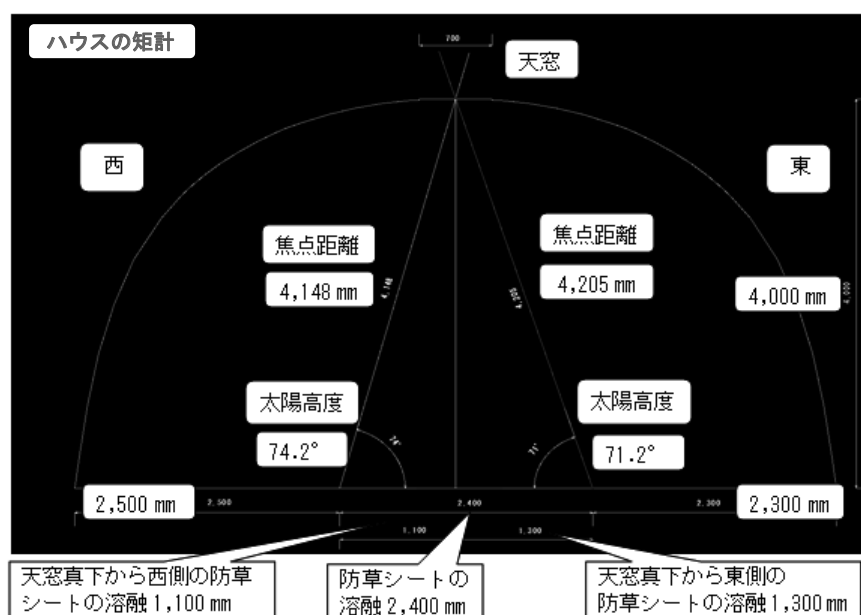 ハウスの矩計
700
天窓
西
東
焦点距離
4,148 mm
4,148
焦点距離
4,205 mm
4,205
4,000 mm
4,000
太陽高度
74.2°
74°
太陽高度
71.2°
71°
2,500 mm
2,500
2,400
2,300
2,300 mm
1,100
1,300
天窓真下から西側の防草
シートの溶融1,100 mm
防草シートの
溶融2,400 mm
天窓真下から東側の
防草シートの溶融1,300 mm